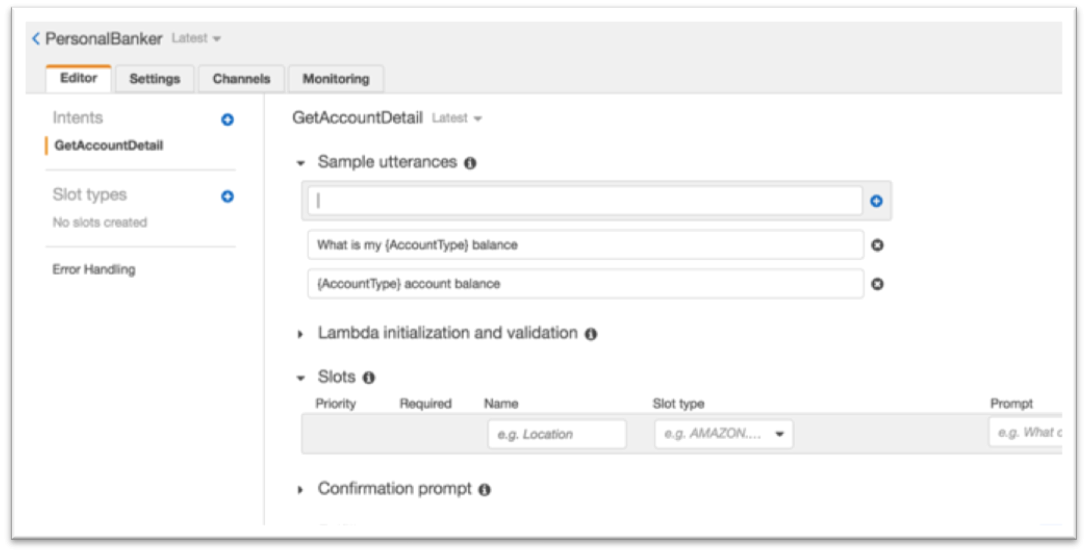 PersonalBanker Latest
Editor Settings Channels Monitoring
Intents
GetAccountDetail
Slot types
No slots created
Error Handling
GetAccountDetail Latest
Sample utterances
What is my {AccountType} balance
{AccountType} account balance
Lambda initialization and validation
Slots
Priority Required Name Slot type Prompt
e.g. Location e.g. AMAZON.... e.g. What
Confirmation prompt